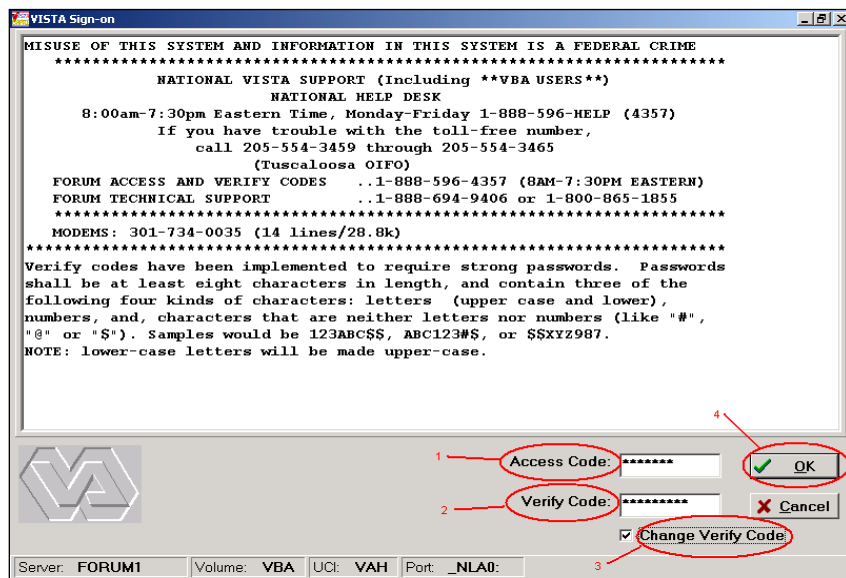 VISTA Sign-on
MISUSE OF THIS SYSTEM AND INFORMATION IN THIS SYSTEM IS A FEDERAL CRIME
***********************************************************************
NATIONAL VISTA SUPPORT (Including **VBA USERS**)
NATIONAL HELP DESK
8:00am-7:30pm Eastern Time, Monday-Friday 1-888-596-HELP (4357)
If you have trouble with the toll-free number,
call 205-554-3459 through 205-554-3465
(Tuscaloosa OIFO)
FORUM ACCESS AND VERIFY CODES ..1-888-596-4357 (8AM-7:30PM EASTERN)
FORUM TECHNICAL SUPPORT ..1-888-694-9406 or 1-800-865-1855
***********************************************************************
MODEMS: 301-734-0035 (14 lines/28.8k)
**************************************************************************
Verify codes have been implemented to require strong passwords. Passwords
shall be at least eight characters in length, and contain three of the
following four kinds of characters: letters (upper case and lower),
numbers, and, characters that are neither letters nor numbers (like "#",
"@" or "$"). Samples would be 123ABC$$, ABC123#$, or $$XYZ987.
NOTE: lower-case letters will be made upper-case.
4
1 Access Code: ******* OK
2 Verify Code: ********* Cancel
Change Verify Code
3
Server: FORUM1 Volume: VBA UCI: VAH Port: _NLA0: